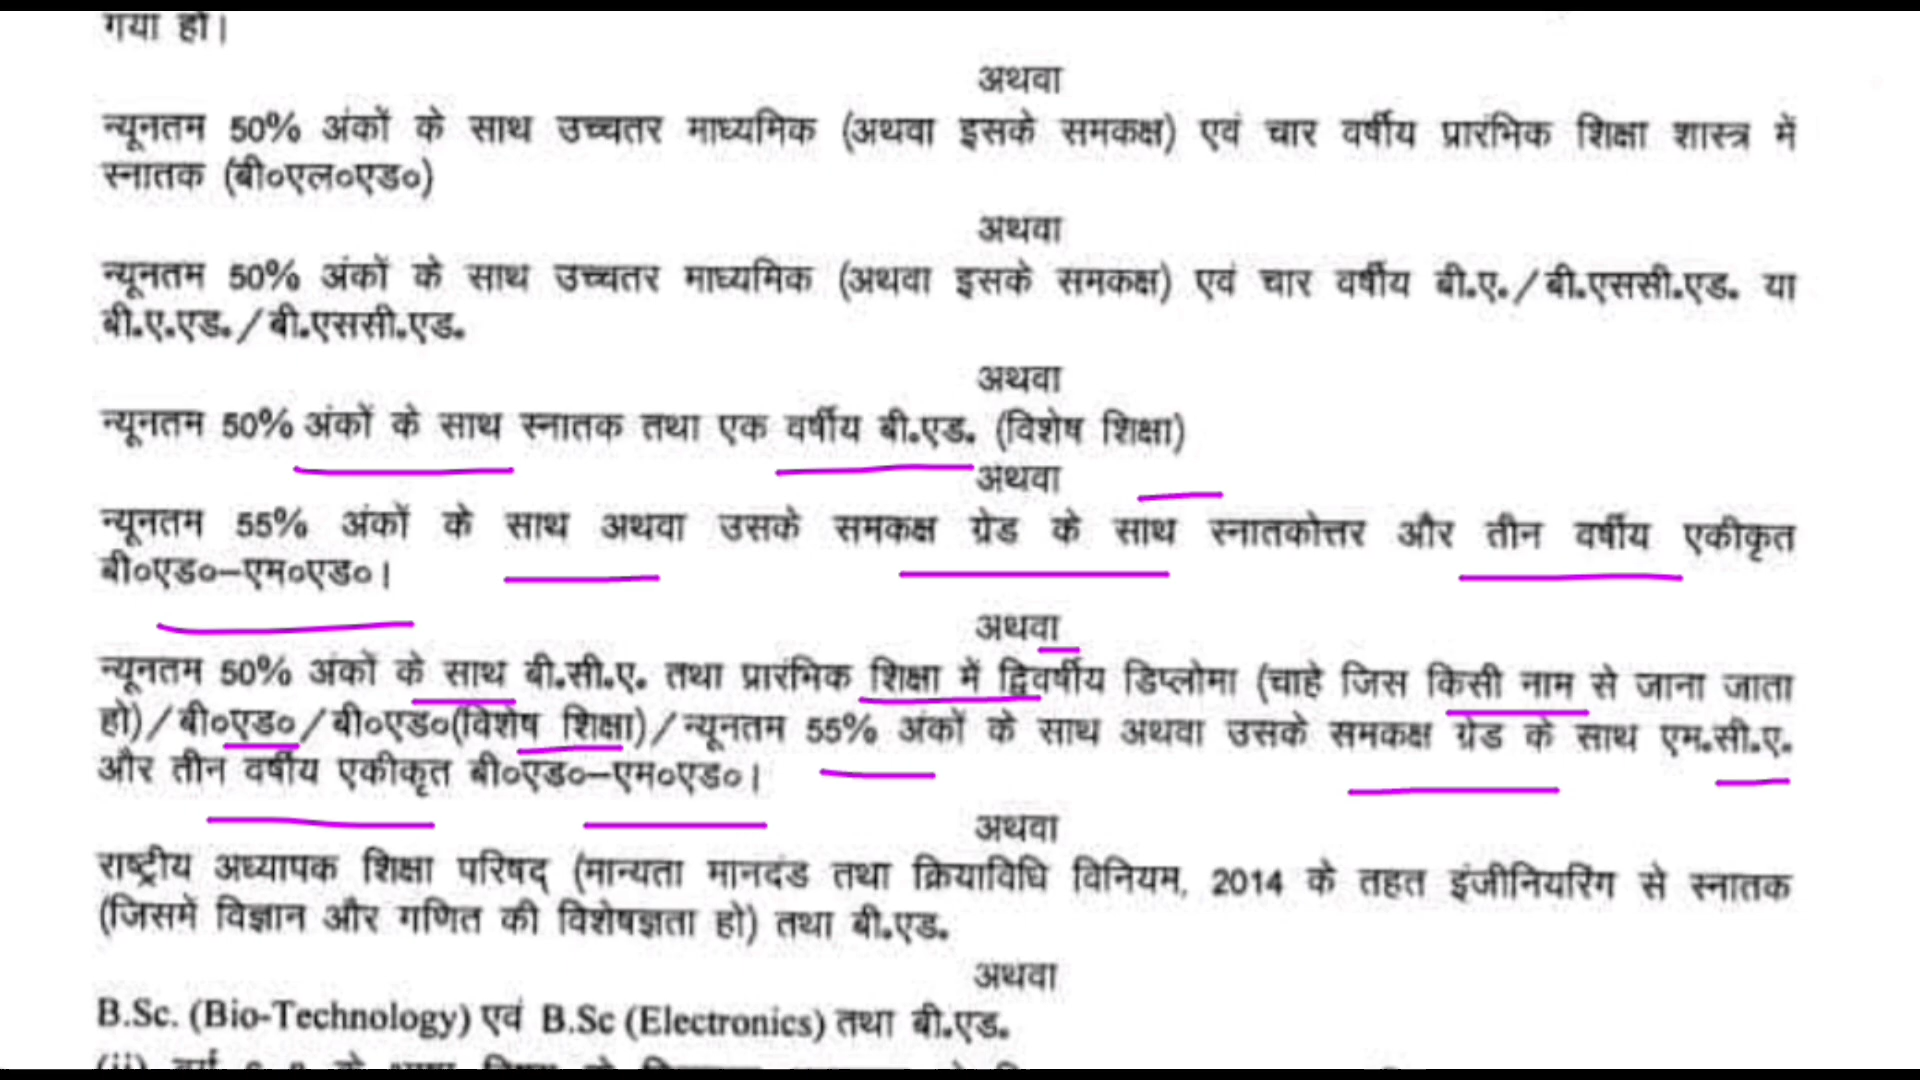 गया हो।
अथवा
न्यूनतम 50% अंकों के साथ उच्चतर माध्यमिक (अथवा इसके समकक्ष) एवं चार वर्षीय प्रारंभिक शिक्षा शास्त्र में
स्नातक (बी०एल०एड०)
अथवा
न्यूनतम 50% अंकों के साथ उच्चतर माध्यमिक (अथवा इसके समकक्ष) एवं चार वर्षीय बी.ए./बी.एससी.एड. या
बी.ए.एड./बी.एससी.एड.
अथवा
न्यूनतम 50% अंकों के साथ स्नातक तथा एक वर्षीय बी.एड. (विशेष शिक्षा)
अथवा
न्यूनतम 55% अंकों के साथ अथवा उसके समकक्ष ग्रेड के साथ स्नातकोत्तर और तीन वर्षीय एकीकृत
बी०एड०–एम०एड०।
अथवा
न्यूनतम 50% अंकों के साथ बी.सी.ए. तथा प्रारंभिक शिक्षा में द्विवर्षीय डिप्लोमा (चाहे जिस किसी नाम से जाना जाता
हो)/बी०एड०/बी०एड०(विशेष शिक्षा)/न्यूनतम 55% अंकों के साथ अथवा उसके समकक्ष ग्रेड के साथ एम.सी.ए.
और तीन वर्षीय एकीकृत बी०एड०–एम०एड०।
अथवा
राष्ट्रीय अध्यापक शिक्षा परिषद् (मान्यता मानदंड तथा क्रियाविधि विनियम, 2014 के तहत इंजीनियरिंग से स्नातक
(जिसमें विज्ञान और गणित की विशेषज्ञता हो) तथा बी.एड.
अथवा
B.Sc. (Bio-Technology) एवं B.Sc (Electronics) तथा बी.एड.